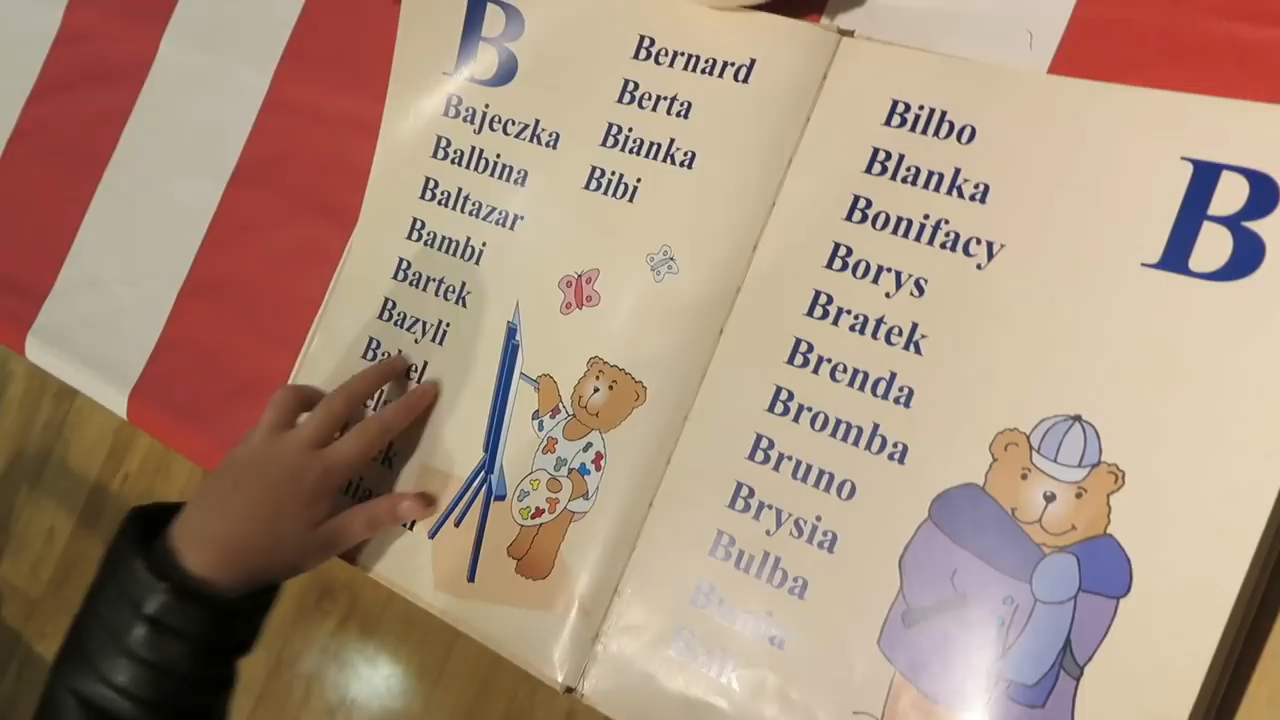 B
Bajeczka
Balbina
Baltazar
Bambi
Bartek
Bazyli
Bernard
Berta
Bianka
Bibi
Bilbo
Blanka
Bonifacy
Borys
Bratek
Brenda
Bromba
Bruno
Brysia
Bulba
B